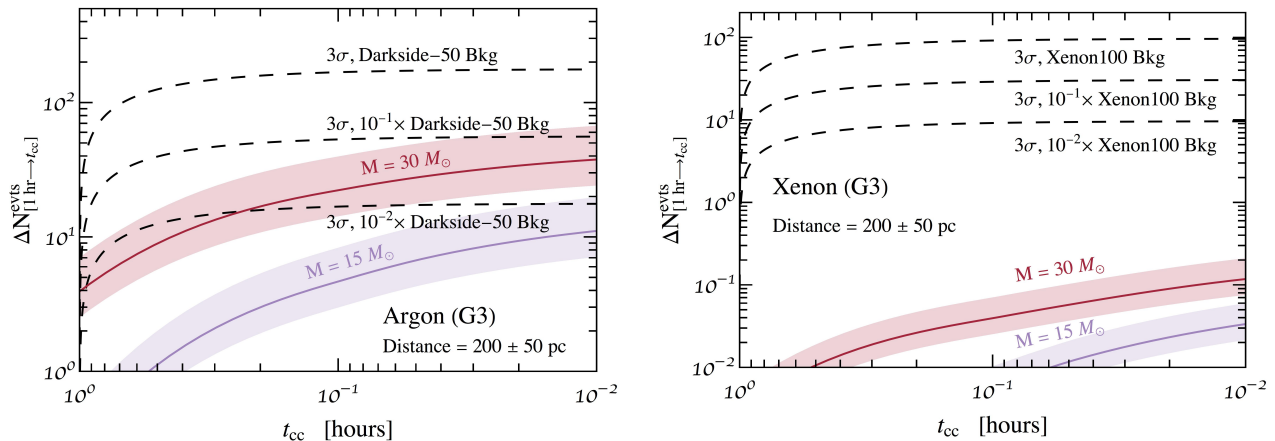 3σ, Darkside−50 Bkg
10²
3σ, 10⁻¹× Darkside−50 Bkg
M = 30 M⊙
ΔN^evts_[1 hr→t_cc]
3σ, 10⁻²× Darkside−50 Bkg
10¹
M = 15 M⊙
Argon (G3)
Distance = 200 ± 50 pc
10⁰
10⁰ 10⁻¹ 10⁻²
t_cc [hours]
10²
3σ, Xenon100 Bkg
3σ, 10⁻¹× Xenon100 Bkg
10¹
3σ, 10⁻²× Xenon100 Bkg
Xenon (G3)
ΔN^evts_[1 hr→t_cc]
10⁰
Distance = 200 ± 50 pc
M = 30 M⊙
10⁻¹
M = 15 M⊙
10⁻²
10⁰ 10⁻¹ 10⁻²
t_cc [hours]